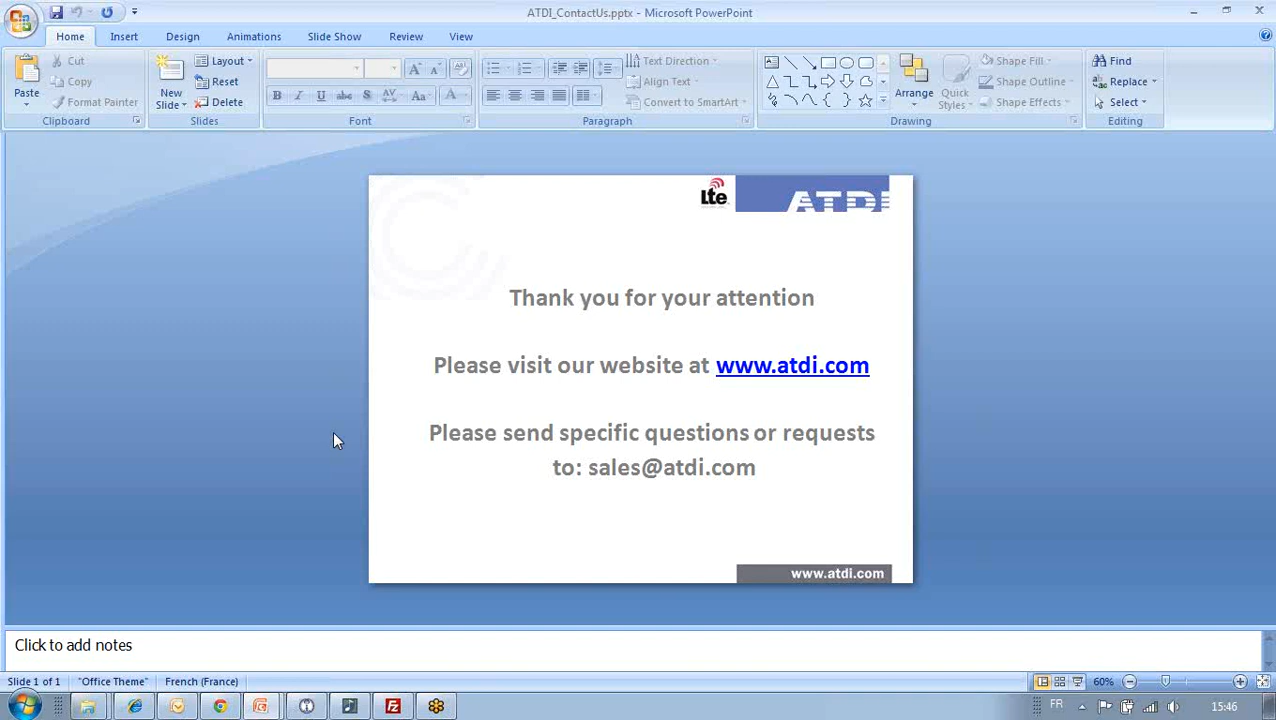 ATDI_ContactUs.pptx - Microsoft PowerPoint
Home Insert Design Animations Slide Show Review View
Cut Layout Text Direction Shape Fill Find
Copy Reset Align Text Shape Outline Replace
Paste Format Painter New Slide Delete Convert to SmartArt Arrange Quick Styles Shape Effects Select
Clipboard Slides Font Paragraph Drawing Editing
Lte ATDI
Thank you for your attention
Please visit our website at www.atdi.com
Please send specific questions or requests
to: sales@atdi.com
www.atdi.com
Click to add notes
Slide 1 of 1 "Office Theme" French (France) 60%
FR 15:46